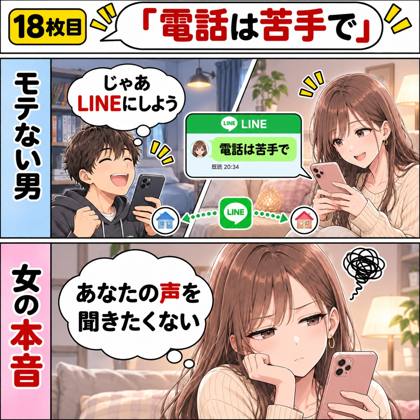 18枚目
「電話は苦手で」
モテない男
じゃあ
LINEにしよう
LINE LINE
電話は苦手で
既読 20:34
LINE
女の本音
あなたの声を
聞きたくない